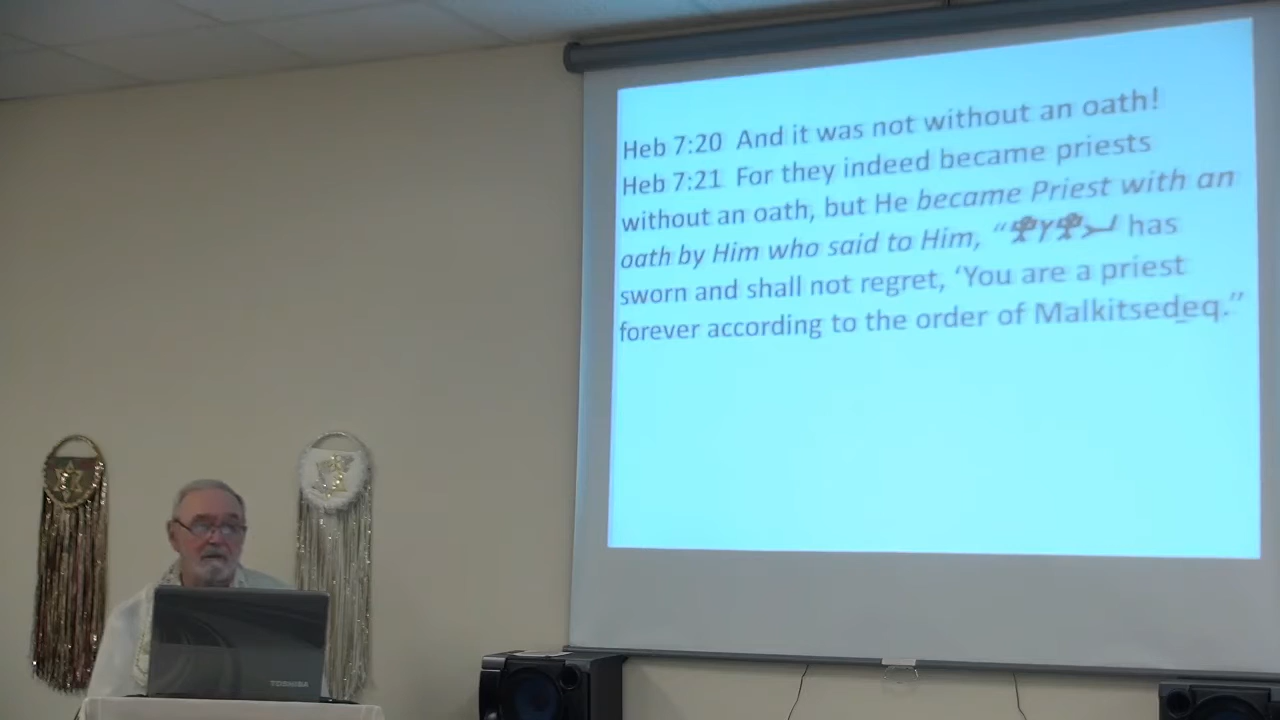 Heb 7:20 And it was not without an oath!
Heb 7:21 For they indeed became priests
without an oath, but He became Priest with an
oath by Him who said to Him, “𐤉𐤄𐤅𐤄 has
sworn and shall not regret, ‘You are a priest
forever according to the order of Malkitseḏeq.”
TOSHIBA